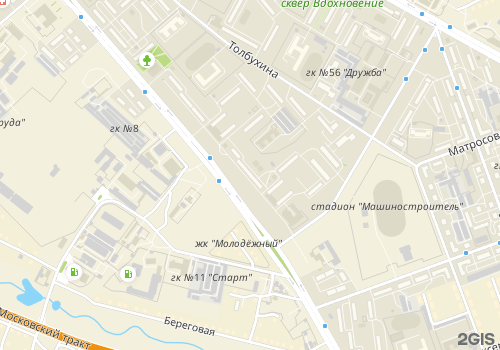 сквер Вдохновение
Толбухина
гк №56 "Дружба"
гк №8
руда"
Матросов
г
стадион "Машиностроитель"
жк "Молодёжный"
гк №11 "Старт"
Московский тракт
Береговая
2GIS